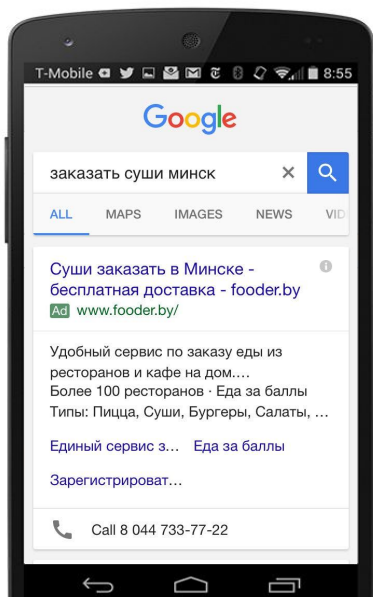 T-Mobile 8:55
Google
заказать суши минск
ALL MAPS IMAGES NEWS VID
Суши заказать в Минске -
бесплатная доставка - fooder.by
Ad www.fooder.by/
Удобный сервис по заказу еды из
ресторанов и кафе на дом....
Более 100 ресторанов · Еда за баллы
Типы: Пицца, Суши, Бургеры, Салаты, ...
Единый сервис з... Еда за баллы
Зарегистрироват...
Call 8 044 733-77-22